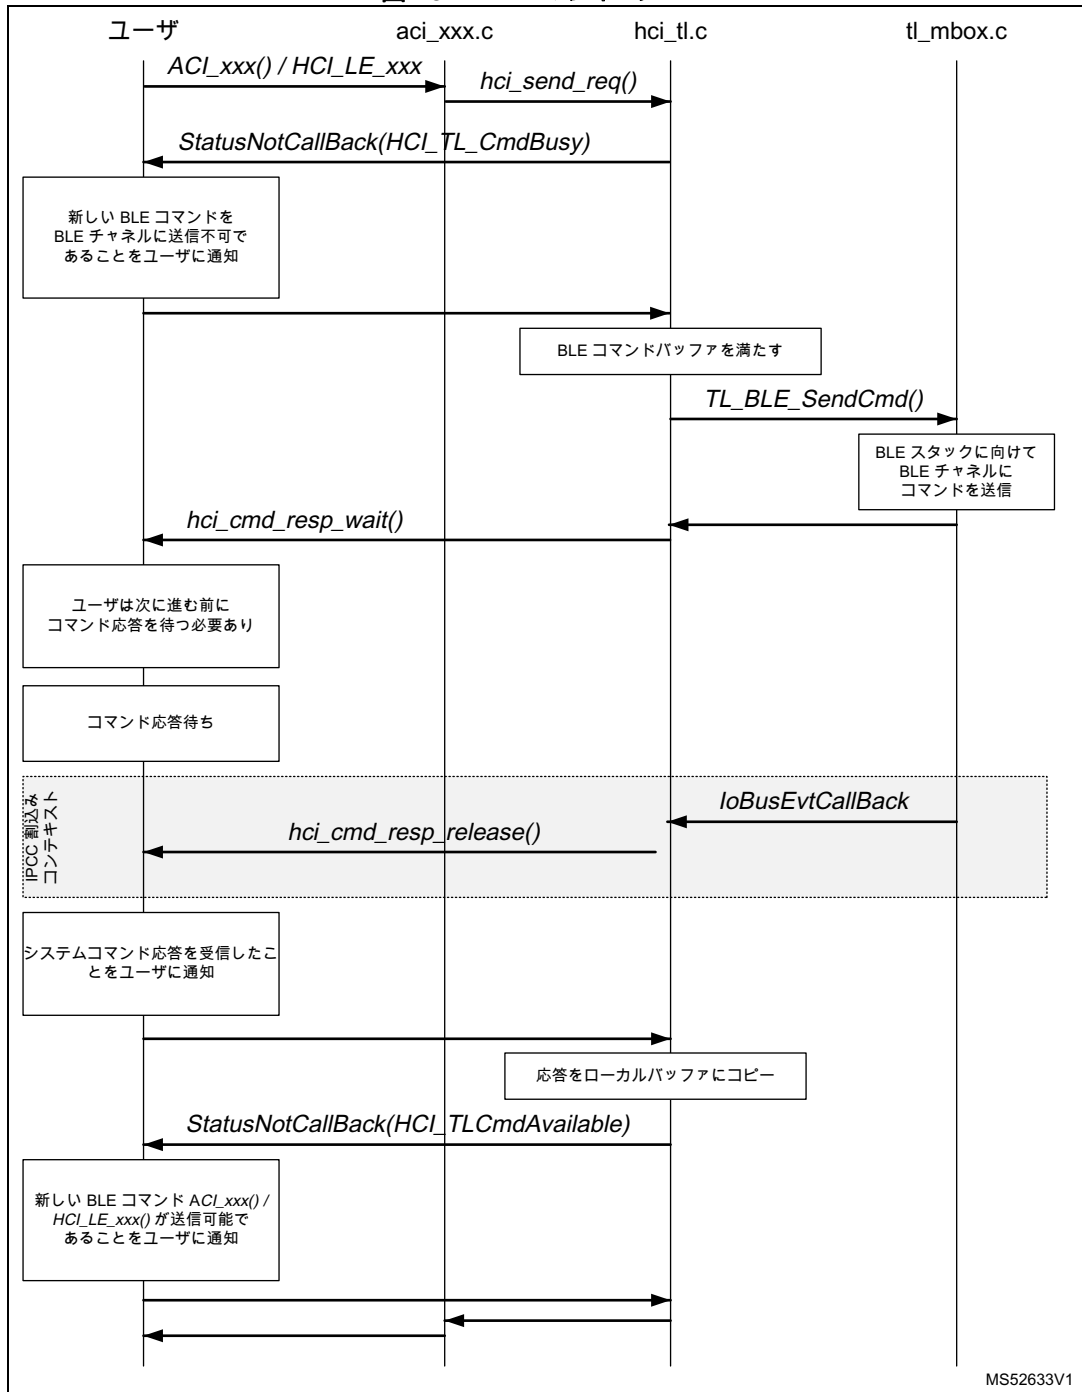 ユーザ
aci_xxx.c
hci_tl.c
tl_mbox.c
ACI_xxx() / HCI_LE_xxx
hci_send_req()
StatusNotCallBack(HCI_TL_CmdBusy)
新しい BLE コマンドを
BLE チャネルに送信不可で
あることをユーザに通知
BLE コマンドバッファを満たす
TL_BLE_SendCmd()
BLE スタックに向けて
BLE チャネルに
コマンドを送信
hci_cmd_resp_wait()
ユーザは次に進む前に
コマンド応答を待つ必要あり
コマンド応答待ち
IPCC 割込み
コンテキスト
IoBusEvtCallBack
hci_cmd_resp_release()
システムコマンド応答を受信したこ
とをユーザに通知
応答をローカルバッファにコピー
StatusNotCallBack(HCI_TLCmdAvailable)
新しい BLE コマンド ACI_xxx() /
HCI_LE_xxx() が送信可能で
あることをユーザに通知
MS52633V1